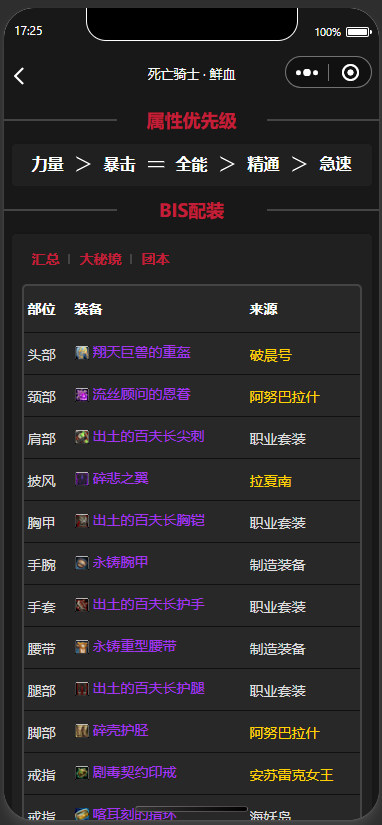 17:25 100%
死亡骑士 · 鲜血
属性优先级
力量 > 暴击 = 全能 > 精通 > 急速
BIS配装
汇总 | 大秘境 | 团本
部位 装备 来源
头部 翔天巨兽的重盔 破晨号
颈部 流丝顾问的恩眷 阿努巴拉什
肩部 出土的百夫长尖刺 职业套装
披风 碎悲之翼 拉夏南
胸甲 出土的百夫长胸铠 职业套装
手腕 永铸腕甲 制造装备
手套 出土的百夫长护手 职业套装
腰带 永铸重型腰带 制造装备
腿部 出土的百夫长护腿 职业套装
脚部 碎壳护胫 阿努巴拉什
戒指 剧毒契约印戒 安苏雷克女王
戒指 喀耳刻的循环 海妖岛